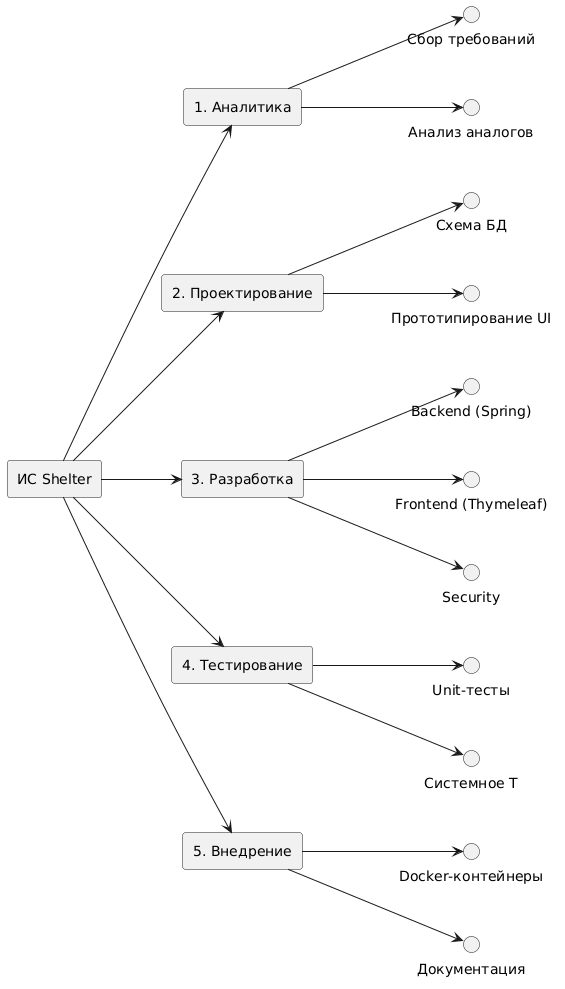 Сбор требований
1. Аналитика
Анализ аналогов
Схема БД
2. Проектирование
Прототипирование UI
Backend (Spring)
ИС Shelter
3. Разработка
Frontend (Thymeleaf)
Security
4. Тестирование
Unit-тесты
Системное Т
5. Внедрение
Docker-контейнеры
Документация